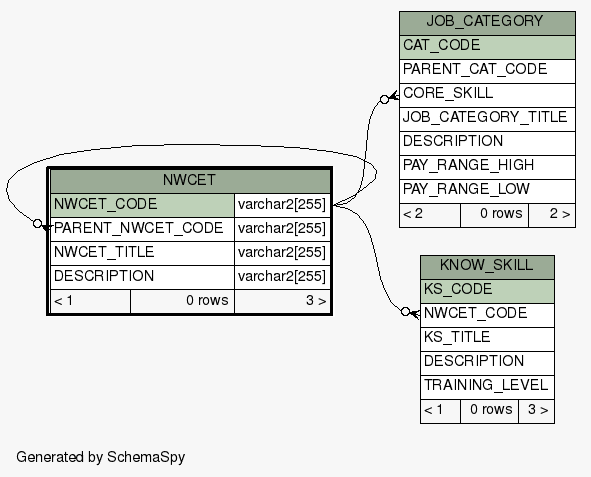 JOB_CATEGORY
CAT_CODE
PARENT_CAT_CODE
CORE_SKILL
JOB_CATEGORY_TITLE
DESCRIPTION
PAY_RANGE_HIGH
PAY_RANGE_LOW
< 2 0 rows 2 >
NWCET
NWCET_CODE varchar2[255]
PARENT_NWCET_CODE varchar2[255]
NWCET_TITLE varchar2[255]
DESCRIPTION varchar2[255]
< 1 0 rows 3 >
KNOW_SKILL
KS_CODE
NWCET_CODE
KS_TITLE
DESCRIPTION
TRAINING_LEVEL
< 1 0 rows 3 >
Generated by SchemaSpy